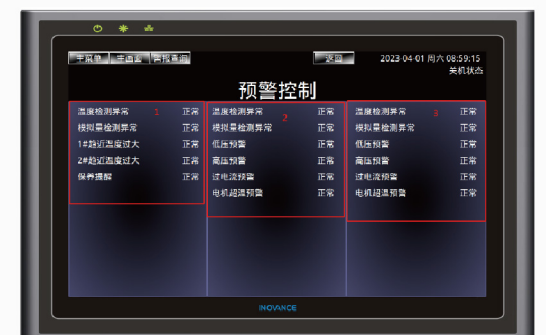 主菜单 主画面 警报查询 返回 2023-04-01 周六 08:59:15
关机状态
预警控制
温度检测异常 1 正常
模拟量检测异常 正常
1#趋近温度过大 正常
2#趋近温度过大 正常
保养提醒 正常
温度检测异常 2 正常
模拟量检测异常 正常
低压预警 正常
高压预警 正常
过电流预警 正常
电机超温预警 正常
温度检测异常 3 正常
模拟量检测异常 正常
低压预警 正常
高压预警 正常
过电流预警 正常
电机超温预警 正常
INOVANCE